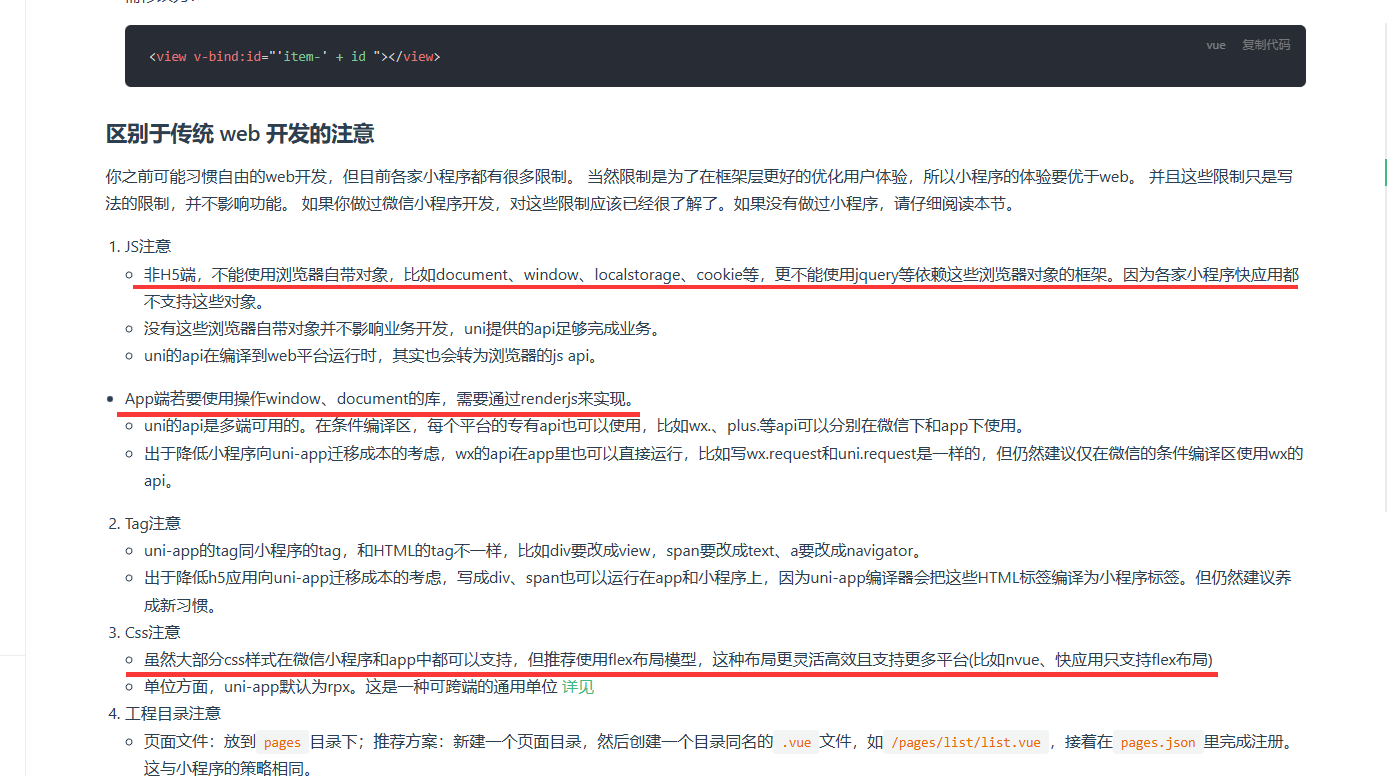 vue 复制代码
<view v-bind:id="'item-' + id "></view>
区别于传统 web 开发的注意
你之前可能习惯自由的web开发，但目前各家小程序都有很多限制。 当然限制是为了在框架层更好的优化用户体验，所以小程序的体验要优于web。 并且这些限制只是写
法的限制，并不影响功能。 如果你做过微信小程序开发，对这些限制应该已经很了解了。如果没有做过小程序，请仔细阅读本节。
1. JS注意
非H5端，不能使用浏览器自带对象，比如document、window、localstorage、cookie等，更不能使用jquery等依赖这些浏览器对象的框架。因为各家小程序快应用都
不支持这些对象。
没有这些浏览器自带对象并不影响业务开发，uni提供的api足够完成业务。
uni的api在编译到web平台运行时，其实也会转为浏览器的js api。
App端若要使用操作window、document的库，需要通过renderjs来实现。
uni的api是多端可用的。在条件编译区，每个平台的专有api也可以使用，比如wx.、plus.等api可以分别在微信下和app下使用。
出于降低小程序向uni-app迁移成本的考虑，wx的api在app里也可以直接运行，比如写wx.request和uni.request是一样的，但仍然建议仅在微信的条件编译区使用wx的
api。
2. Tag注意
uni-app的tag同小程序的tag，和HTML的tag不一样，比如div要改成view，span要改成text、a要改成navigator。
出于降低h5应用向uni-app迁移成本的考虑，写成div、span也可以运行在app和小程序上，因为uni-app编译器会把这些HTML标签编译为小程序标签。但仍然建议养
成新习惯。
3. Css注意
虽然大部分css样式在微信小程序和app中都可以支持，但推荐使用flex布局模型，这种布局更灵活高效且支持更多平台(比如nvue、快应用只支持flex布局)
单位方面，uni-app默认为rpx。这是一种可跨端的通用单位 详见
4. 工程目录注意
页面文件：放到 pages 目录下；推荐方案：新建一个页面目录，然后创建一个目录同名的 .vue 文件，如 /pages/list/list.vue ，接着在 pages.json 里完成注册。
这与小程序的策略相同。